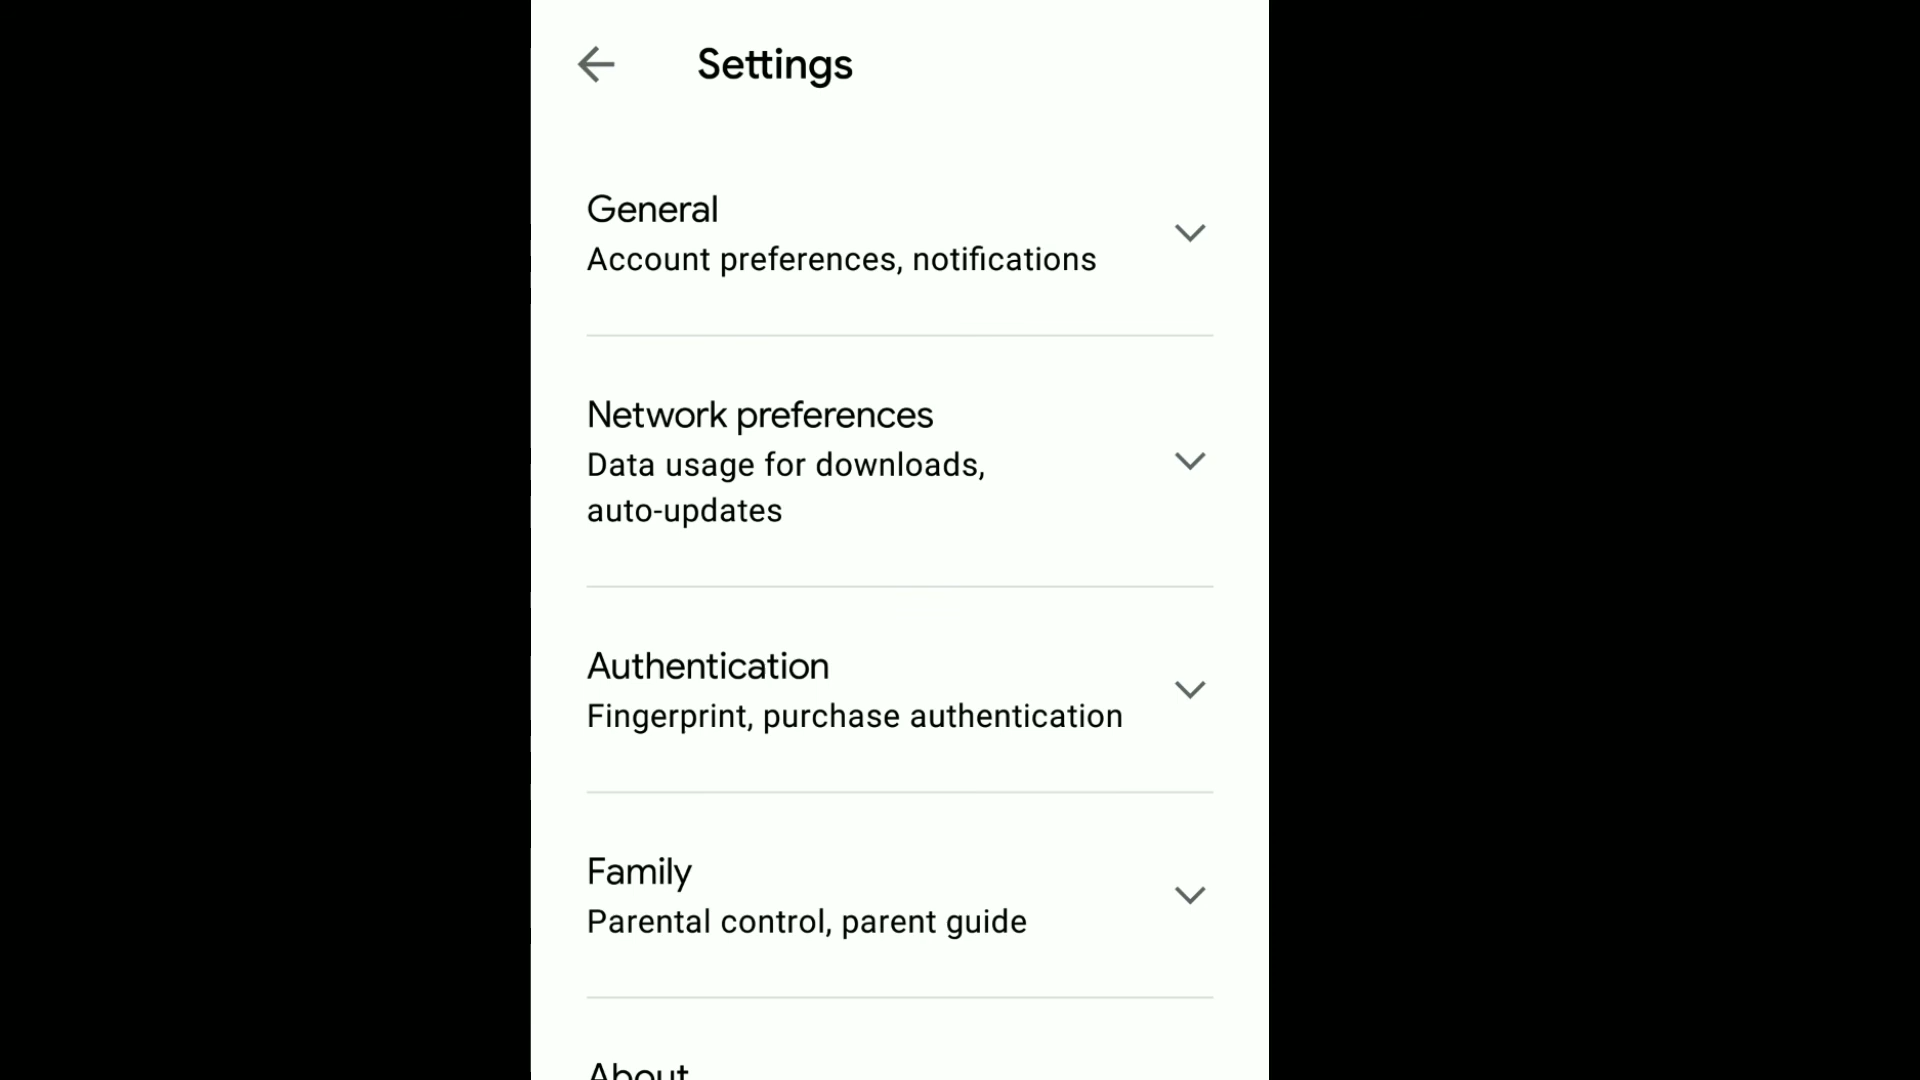 Settings
General
Account preferences, notifications
Network preferences
Data usage for downloads,
auto-updates
Authentication
Fingerprint, purchase authentication
Family
Parental control, parent guide
About